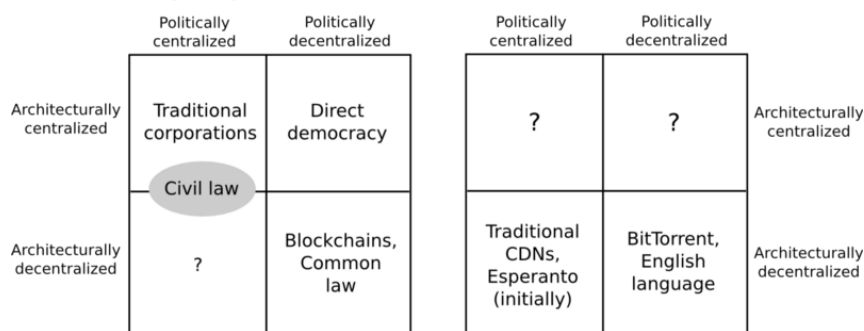 Politically
centralized
Politically
decentralized
Politically
centralized
Politically
decentralized
Architecturally
centralized
Traditional
corporations
Direct
democracy
?
?
Architecturally
centralized
Civil law
Architecturally
decentralized
?
Blockchains,
Common
law
Traditional
CDNs,
Esperanto
(initially)
BitTorrent,
English
language
Architecturally
decentralized